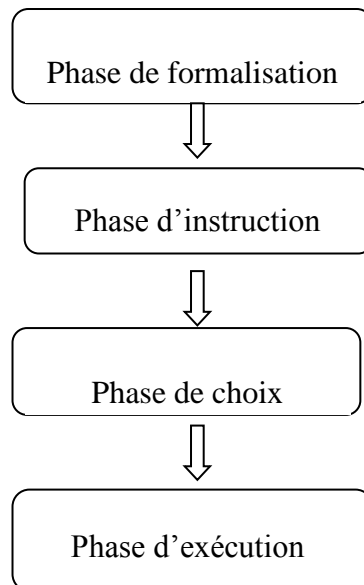 Phase de formalisation
Phase d’instruction
Phase de choix
Phase d’exécution